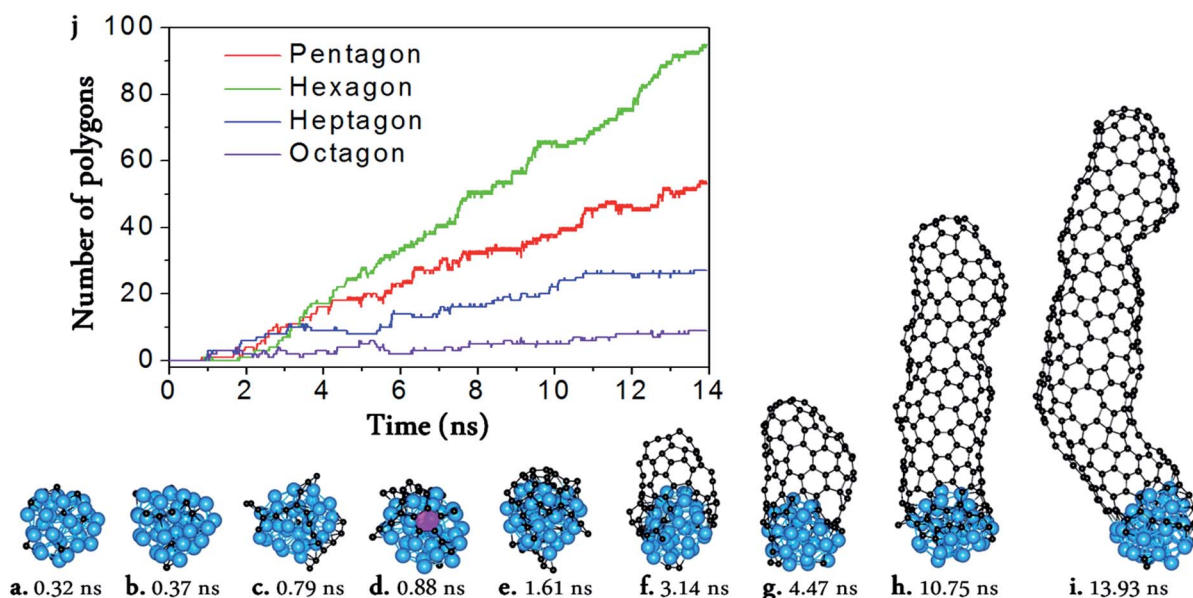 j
Number of polygons
100
80
60
40
20
0
Pentagon
Hexagon
Heptagon
Octagon
0 2 4 6 8 10 12 14
Time (ns)
a. 0.32 ns b. 0.37 ns c. 0.79 ns d. 0.88 ns e. 1.61 ns f. 3.14 ns g. 4.47 ns h. 10.75 ns i. 13.93 ns